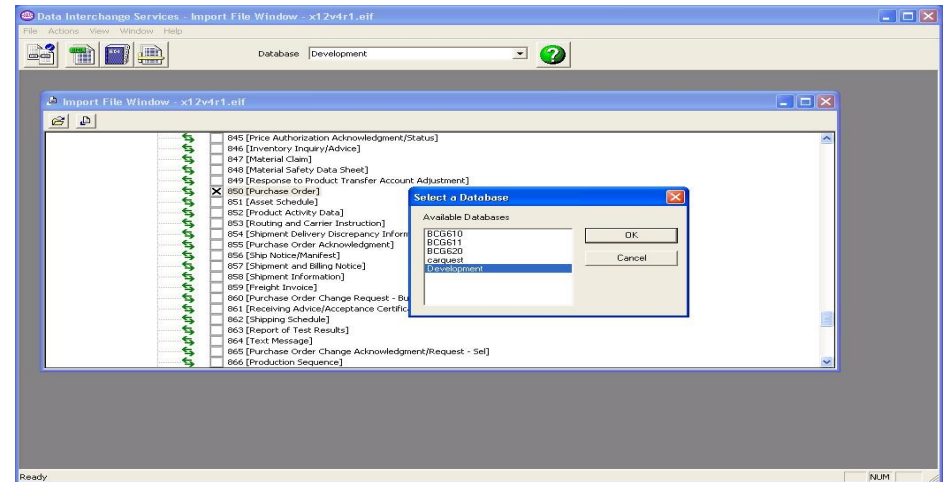 Data Interchange Services - Import File Window - x12v4r1.eif
File Actions View Window Help
Database Development
Import File Window - x12v4r1.eif
845 [Price Authorization Acknowledgment/Status]
846 [Inventory Inquiry/Advice]
847 [Material Claim]
848 [Material Safety Data Sheet]
849 [Response to Product Transfer Account Adjustment]
850 [Purchase Order]
851 [Asset Schedule]
852 [Product Activity Data]
853 [Routing and Carrier Instruction]
854 [Shipment Delivery Discrepancy Inform
855 [Purchase Order Acknowledgment]
856 [Ship Notice/Manifest]
857 [Shipment and Billing Notice]
858 [Shipment Information]
859 [Freight Invoice]
860 [Purchase Order Change Request - Bu
861 [Receiving Advice/Acceptance Certific
862 [Shipping Schedule]
863 [Report of Test Results]
864 [Text Message]
865 [Purchase Order Change Acknowledgment/Request - Sel]
866 [Production Sequence]
Select a Database
Available Databases
BCG610
BCG611
BCG620
carquest
Development
OK
Cancel
Ready
NUM